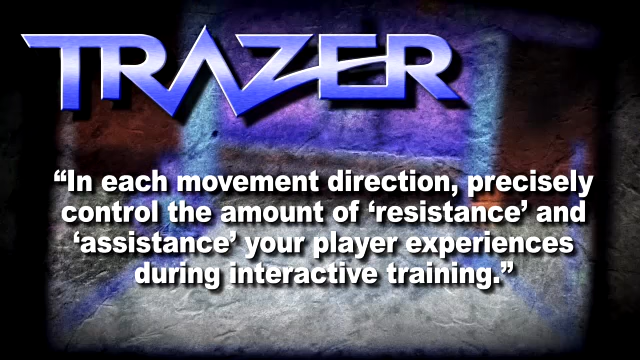 TRAZER
“In each movement direction, precisely
control the amount of ‘resistance’ and
‘assistance’ your player experiences
during interactive training.”